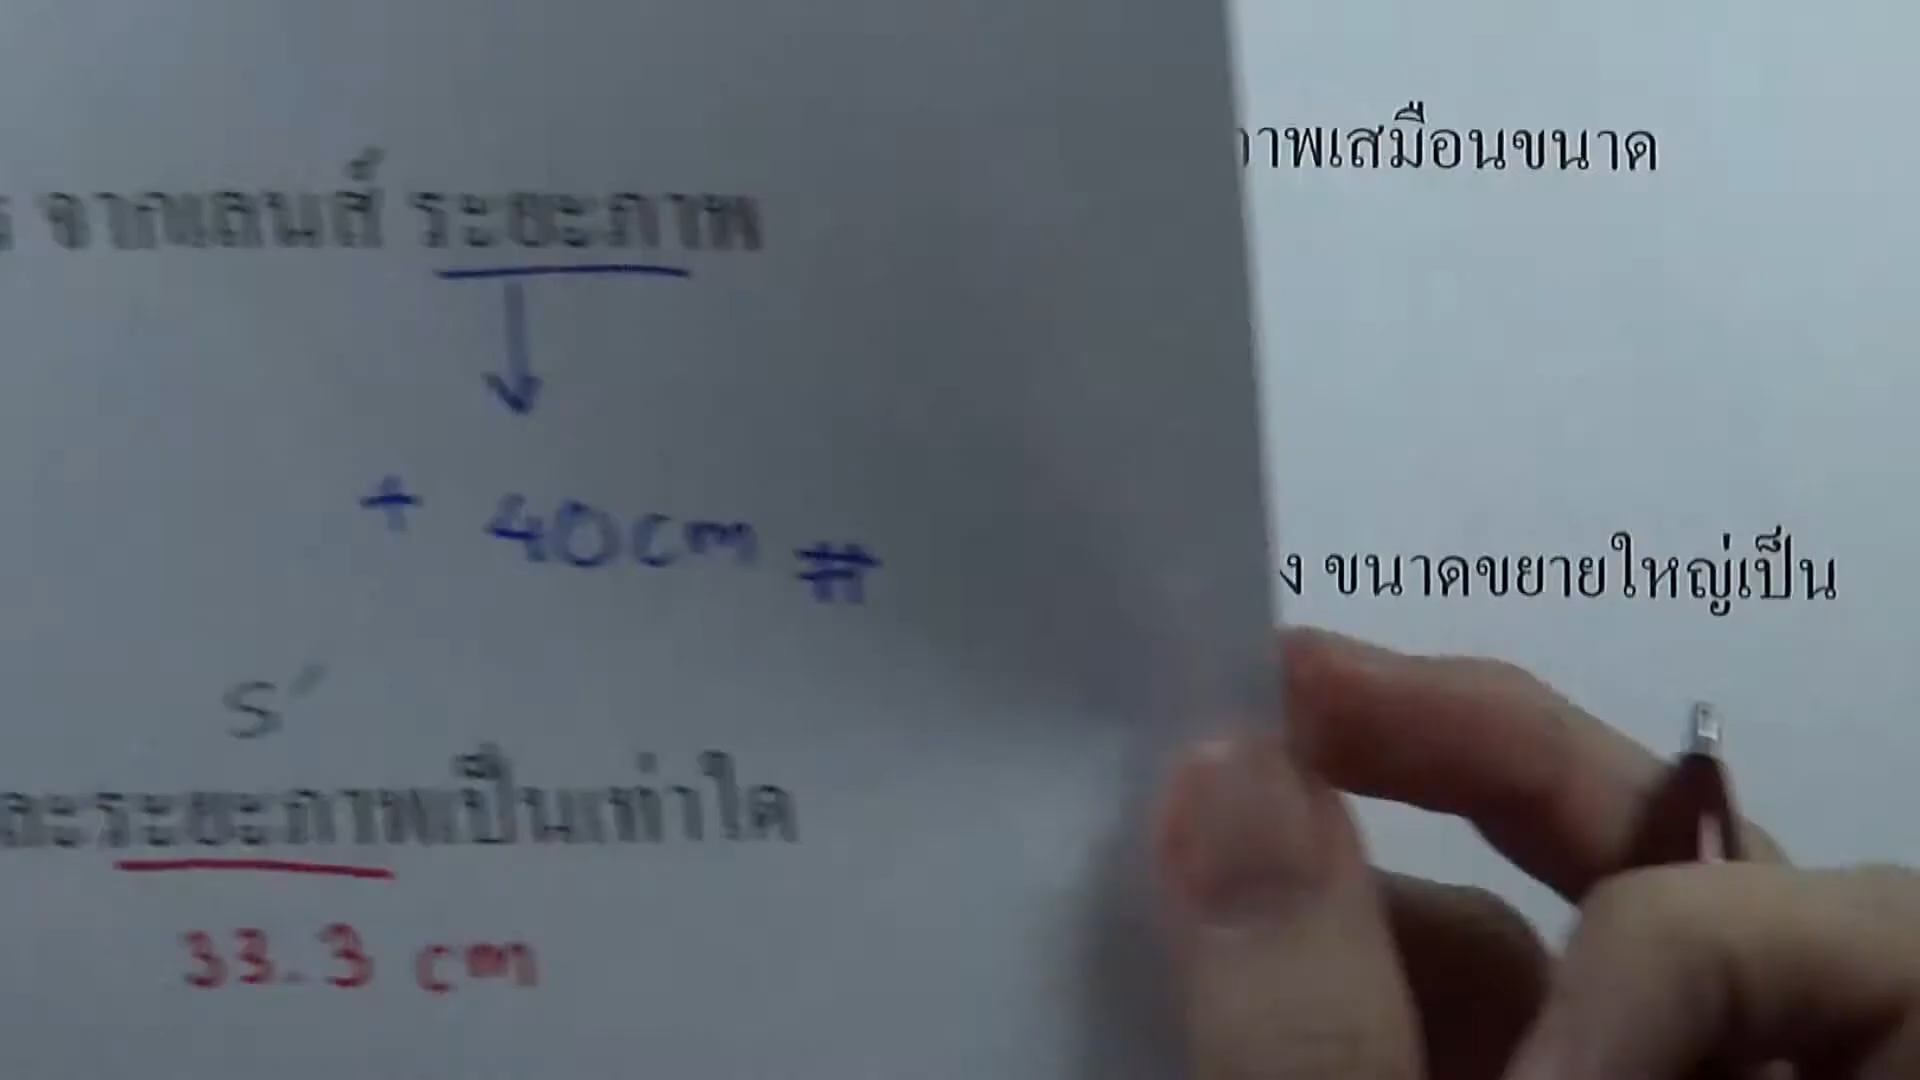 จากเลนส์ ระยะภาพ
+ 40cm #
S'
ระยะภาพเป็นเท่าใด
33.3 cm
ภาพเสมือนขนาด
ขนาดขยายใหญ่เป็น